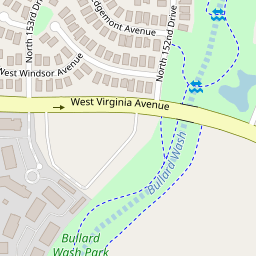 Edgemont Avenue
North 153rd Drive
North 152nd Drive
West Windsor Avenue
West Virginia Avenue
Bullard Wash
Bullard
Wash Park